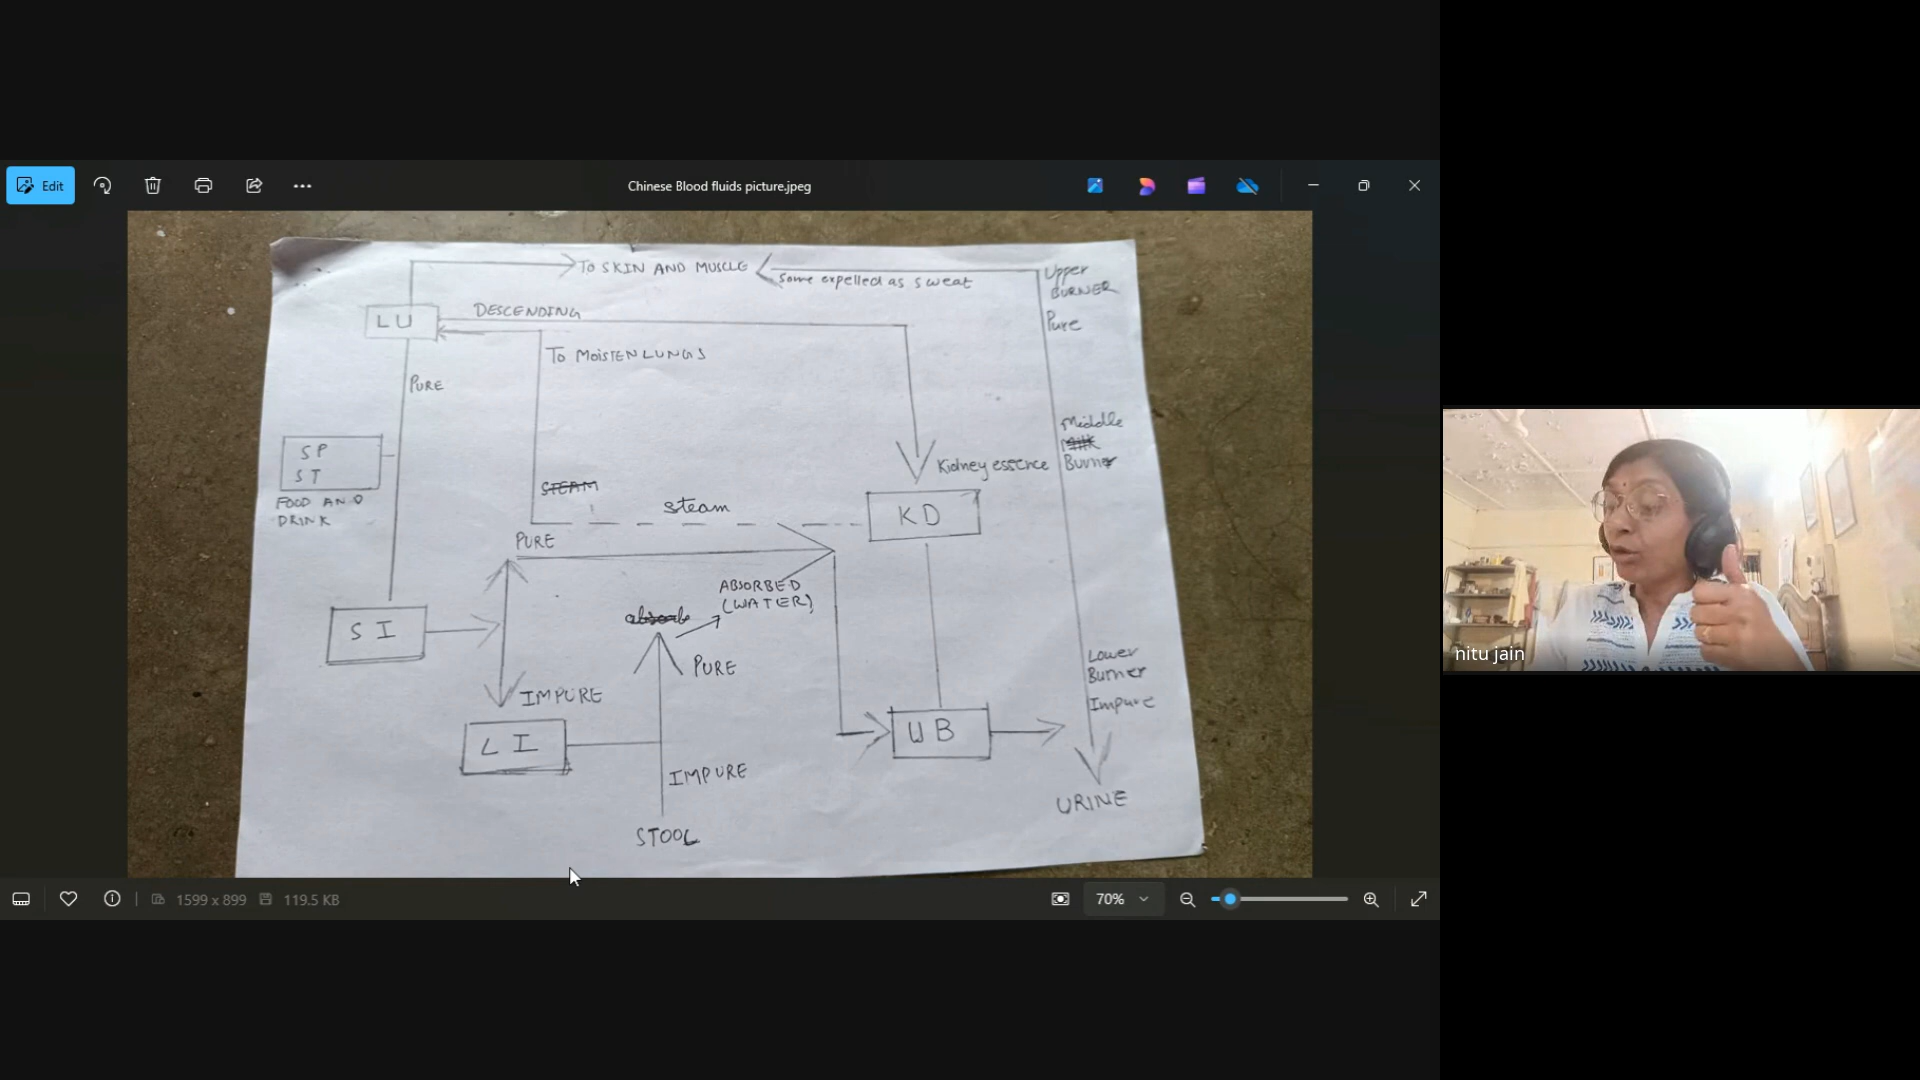 Edit
Chinese Blood fluids picture.jpeg
To SKIN AND MUSCLE
Some expelled as sweat
Upper
BURNER
Pure
LU
DESCENDING
To MOISTEN LUNGS
PURE
SP
ST
FOOD AND
DRINK
Middle
Burner
Kidney essence
STEAM
steam
KD
PURE
ABSORBED
(WATER)
absorb
SI
PURE
IMPURE
Lower
Burner
Impure
LI
UB
IMPURE
URINE
STOOL
nitu jain
1599 x 899
119.5 KB
70%